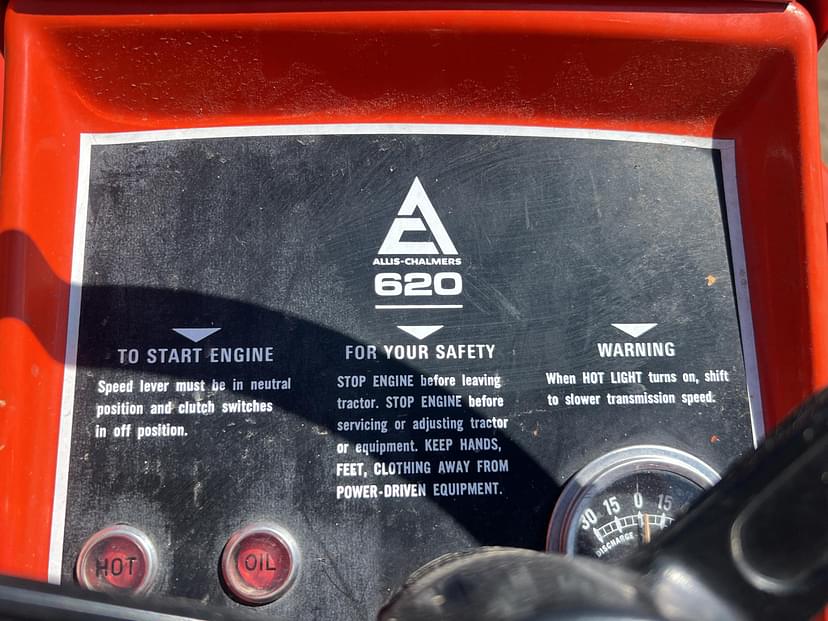 ALLIS-CHALMERS
620
TO START ENGINE
Speed lever must be in neutral
position and clutch switches
in off position.
FOR YOUR SAFETY
STOP ENGINE before leaving
tractor. STOP ENGINE before
servicing or adjusting tractor
or equipment. KEEP HANDS,
FEET, CLOTHING AWAY FROM
POWER-DRIVEN EQUIPMENT.
WARNING
When HOT LIGHT turns on, shift
to slower transmission speed.
HOT
OIL
30 15 0 15
DISCHARGE